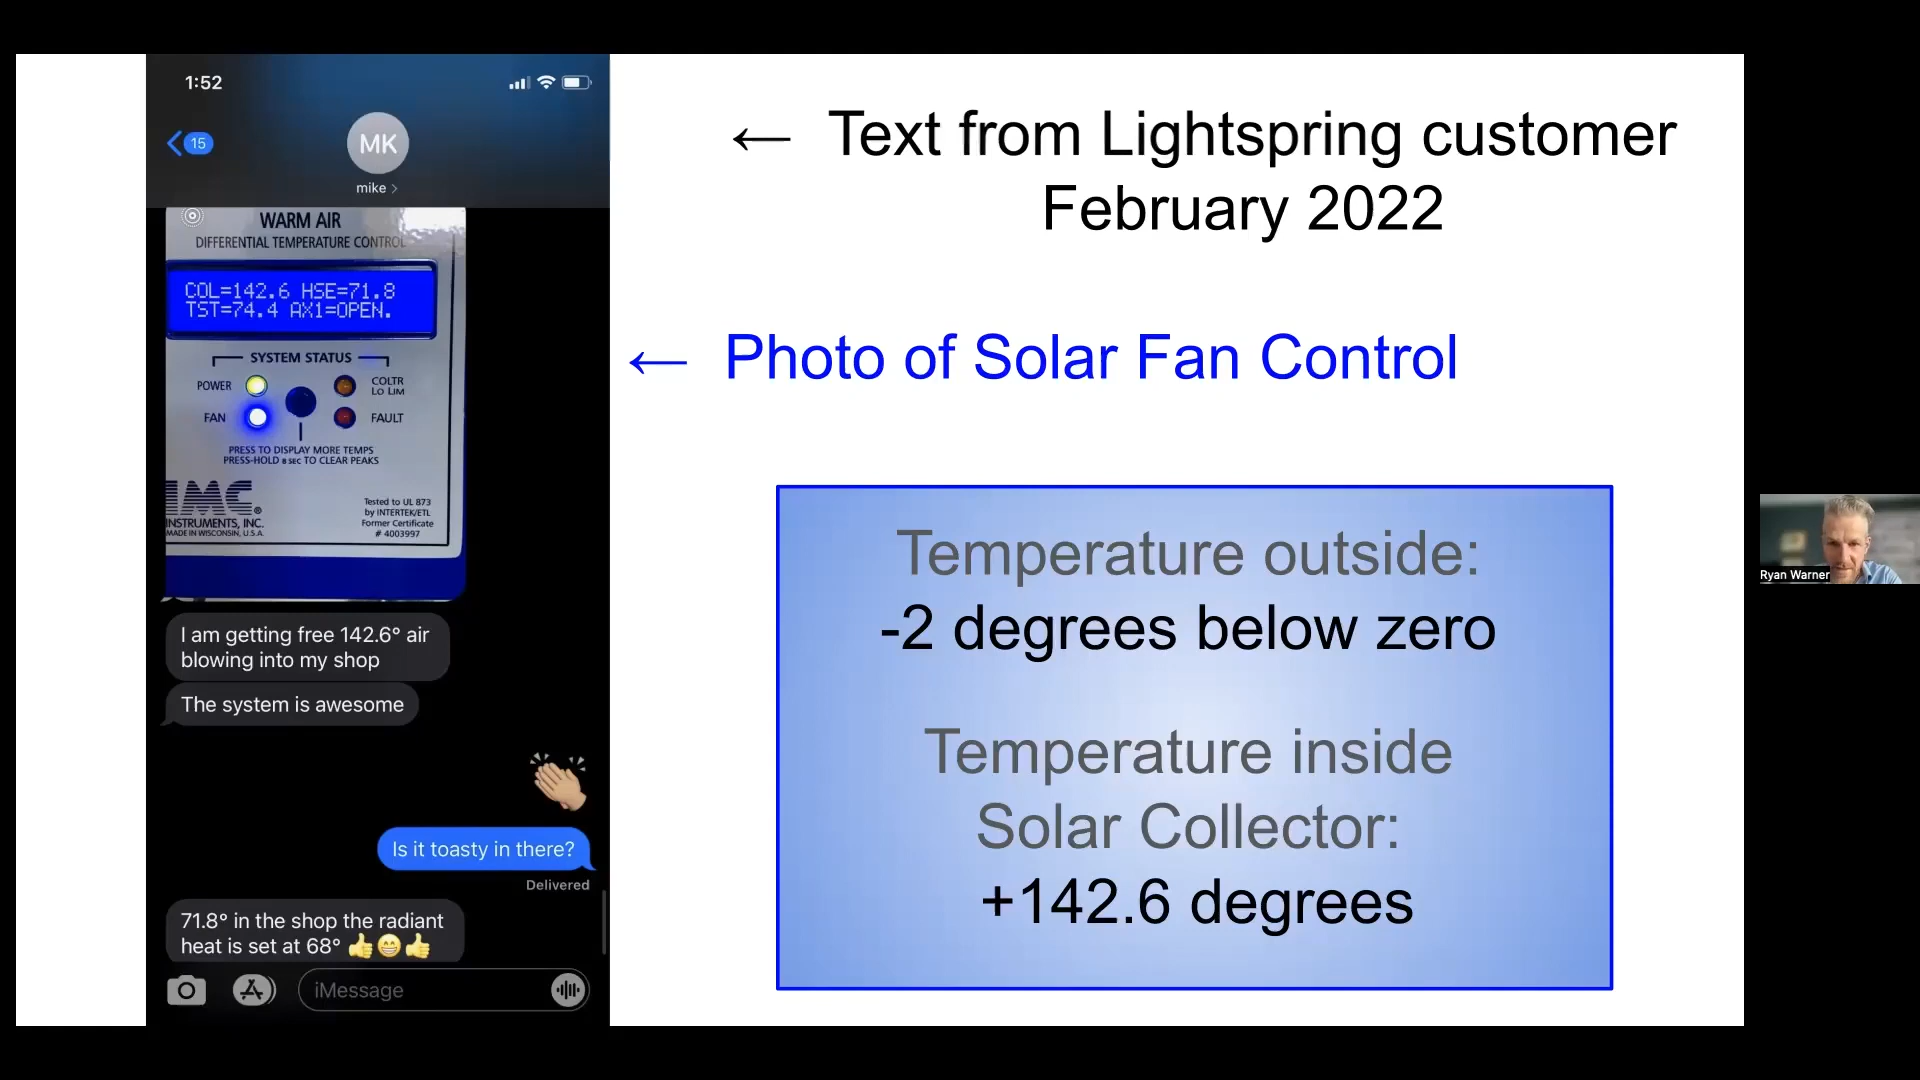 1:52
15
MK
mike >
WARM AIR
DIFFERENTIAL TEMPERATURE CONTROL
COL=142.6 HSE=71.8
TST=74.4 AX1=OPEN.
SYSTEM STATUS
POWER
COLTR
LO LIM
FAN
FAULT
PRESS TO DISPLAY MORE TEMPS
PRESS-HOLD 8 SEC TO CLEAR PEAKS
IMC®
INSTRUMENTS, INC.
MADE IN WISCONSIN, U.S.A.
Tested to UL 873
by INTERTEK/ETL
Former Certificate
# 4003997
I am getting free 142.6° air
blowing into my shop
The system is awesome
👏🏼
Is it toasty in there?
Delivered
71.8° in the shop the radiant
heat is set at 68° 👍😁👍
iMessage
← Text from Lightspring customer
February 2022
← Photo of Solar Fan Control
Temperature outside:
-2 degrees below zero
Temperature inside
Solar Collector:
+142.6 degrees
Ryan Warner